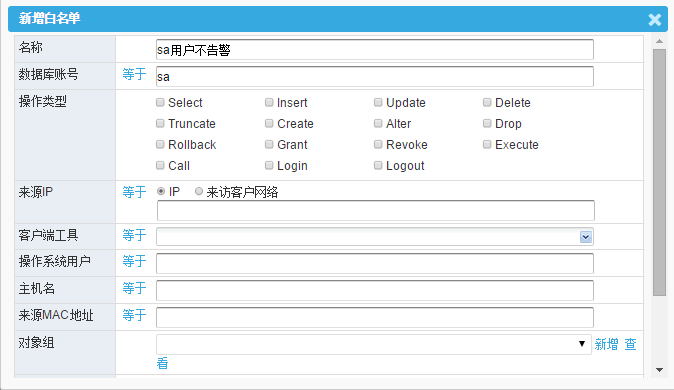 新增白名单
名称 sa用户不告警
数据库账号 等于 sa
操作类型 Select Insert Update Delete
Truncate Create Alter Drop
Rollback Grant Revoke Execute
Call Login Logout
来源IP 等于 IP 来访客户网络
客户端工具 等于
操作系统用户 等于
主机名 等于
来源MAC地址 等于
对象组 新增 查
看